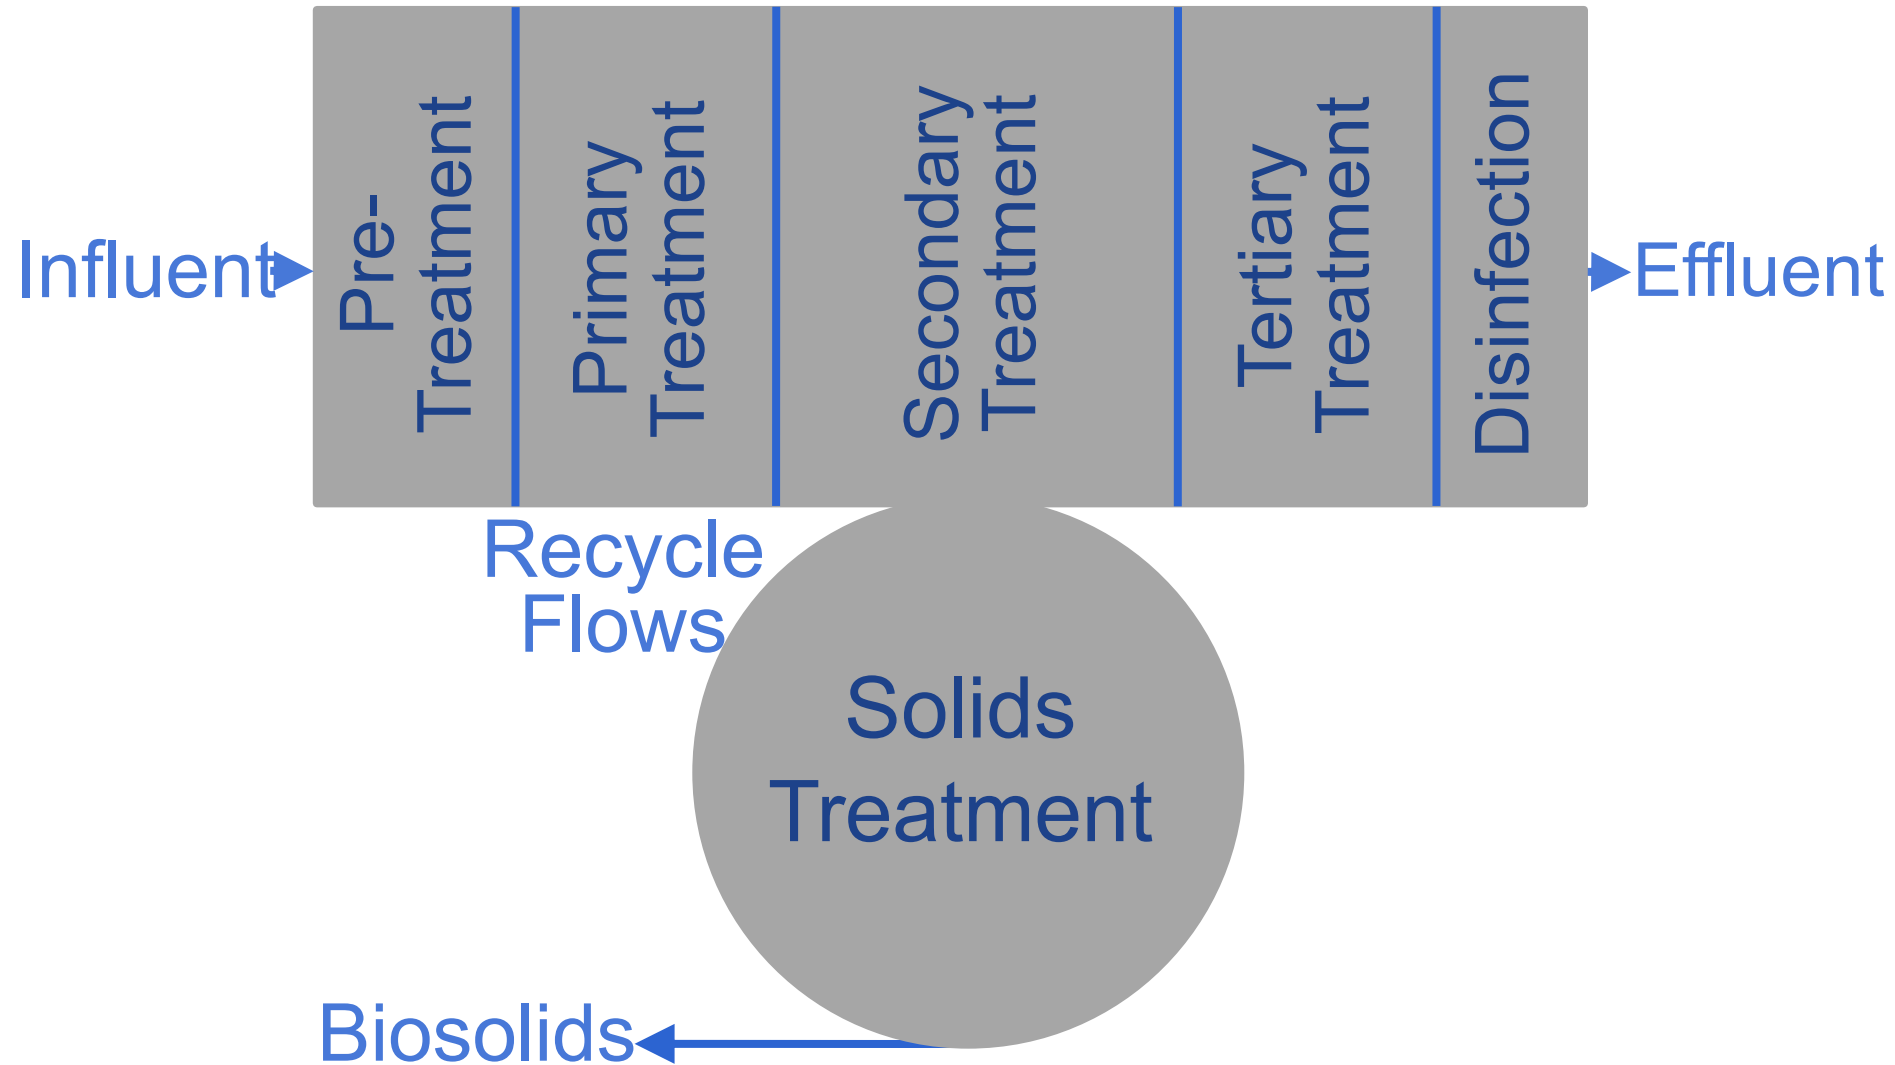 Influent
Pre-
Treatment
Primary
Treatment
Secondary
Treatment
Tertiary
Treatment
Disinfection
Effluent
Recycle
Flows
Solids
Treatment
Biosolids